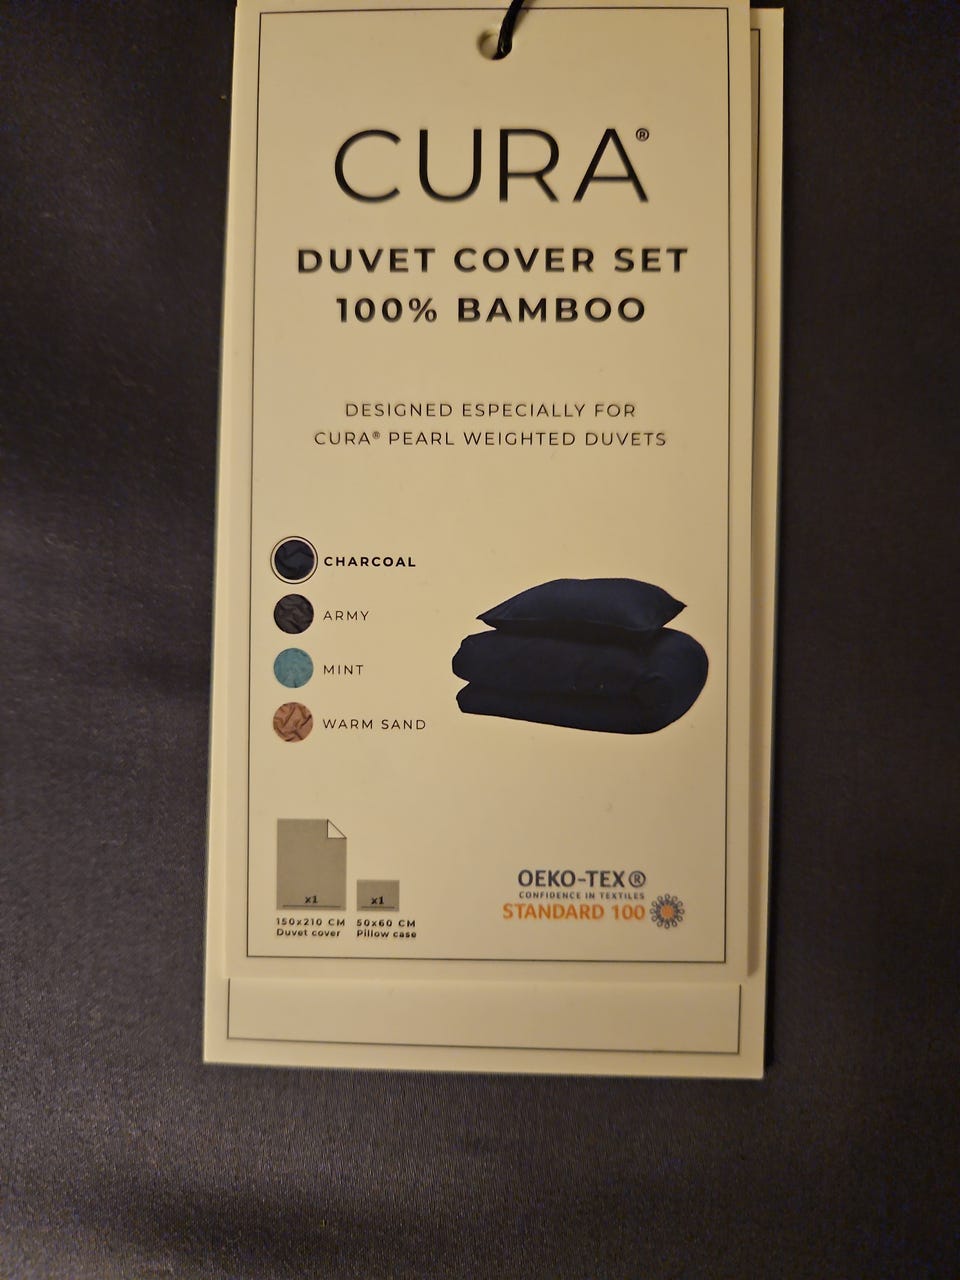 CURA®
DUVET COVER SET
100% BAMBOO
DESIGNED ESPECIALLY FOR
CURA® PEARL WEIGHTED DUVETS
CHARCOAL
ARMY
MINT
WARM SAND
x1
150x210 CM
Duvet cover
x1
50x60 CM
Pillow case
OEKO-TEX®
CONFIDENCE IN TEXTILES
STANDARD 100